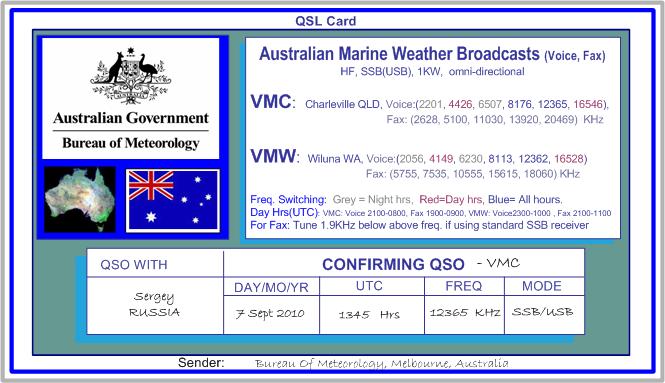 QSL Card
Australian Government
Bureau of Meteorology
Australian Marine Weather Broadcasts (Voice, Fax)
HF, SSB(USB), 1KW, omni-directional
VMC: Charleville QLD, Voice:(2201, 4426, 6507, 8176, 12365, 16546),
Fax: (2628, 5100, 11030, 13920, 20469) KHz
VMW: Wiluna WA, Voice:(2056, 4149, 6230, 8113, 12362, 16528)
Fax: (5755, 7535, 10555, 15615, 18060) KHz
Freq. Switching: Grey = Night hrs, Red=Day hrs, Blue= All hours.
Day Hrs(UTC): VMC: Voice 2100-0800, Fax 1900-0900, VMW: Voice2300-1000 , Fax 2100-1100
For Fax: Tune 1.9KHz below above freq. if using standard SSB receiver
QSO WITH
Sergey
RUSSIA
CONFIRMING QSO - VMC
DAY/MO/YR UTC FREQ MODE
7 Sept 2010 1345 Hrs 12365 KHz SSB/USB
Sender: Bureau Of Meteorology, Melbourne, Australia